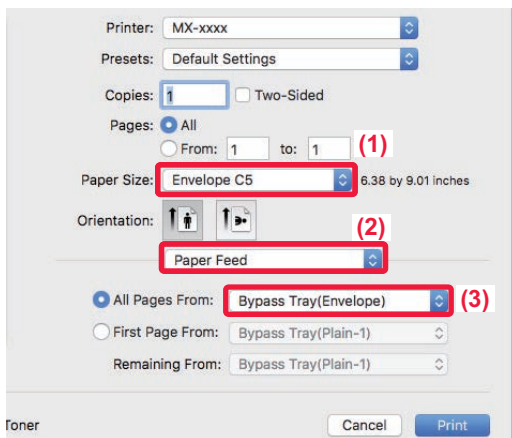 Printer: MX-xxxx
Presets: Default Settings
Copies: 1 Two-Sided
Pages: All
From: 1 to: 1 (1)
Paper Size: Envelope C5 6.38 by 9.01 inches
Orientation:
(2)
Paper Feed
All Pages From: Bypass Tray(Envelope) (3)
First Page From: Bypass Tray(Plain-1)
Remaining From: Bypass Tray(Plain-1)
Toner Cancel Print